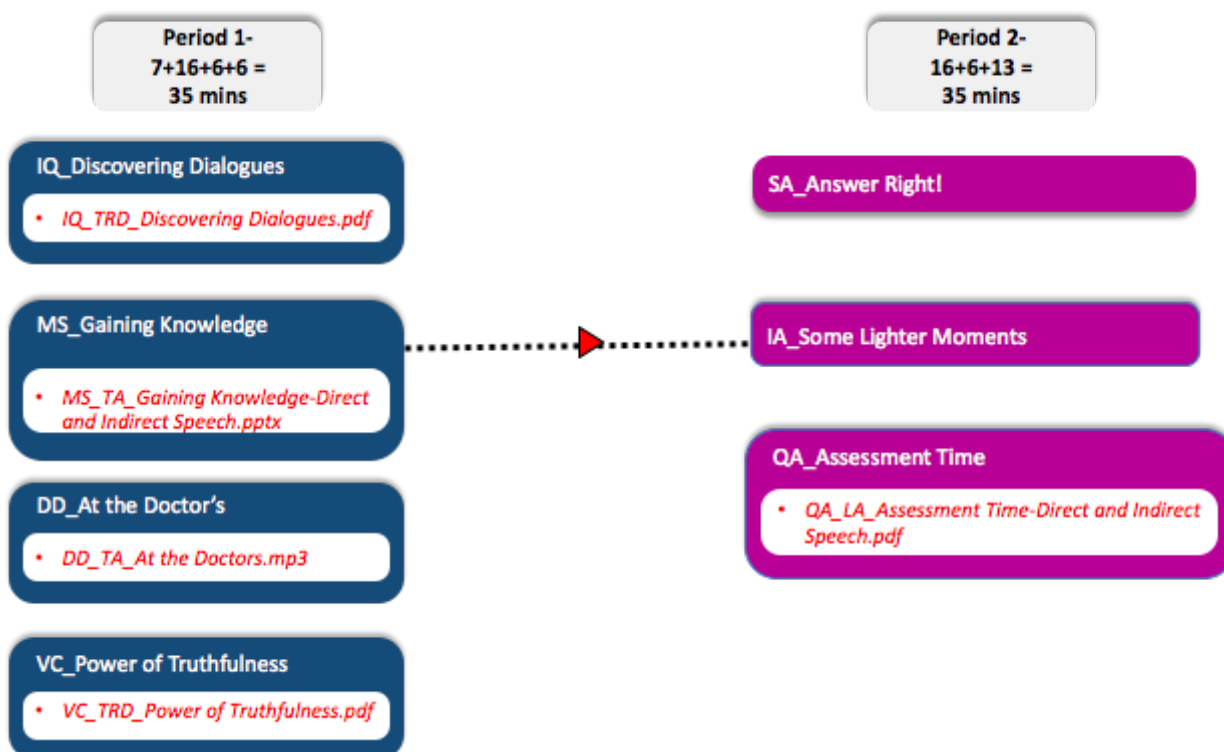 Period 1-
7+16+6+6 =
35 mins
IQ_Discovering Dialogues
• IQ_TRD_Discovering Dialogues.pdf
MS_Gaining Knowledge
• MS_TA_Gaining Knowledge-Direct
and Indirect Speech.pptx
DD_At the Doctor’s
• DD_TA_At the Doctors.mp3
VC_Power of Truthfulness
• VC_TRD_Power of Truthfulness.pdf
Period 2-
16+6+13 =
35 mins
SA_Answer Right!
IA_Some Lighter Moments
QA_Assessment Time
• QA_LA_Assessment Time-Direct and Indirect
Speech.pdf